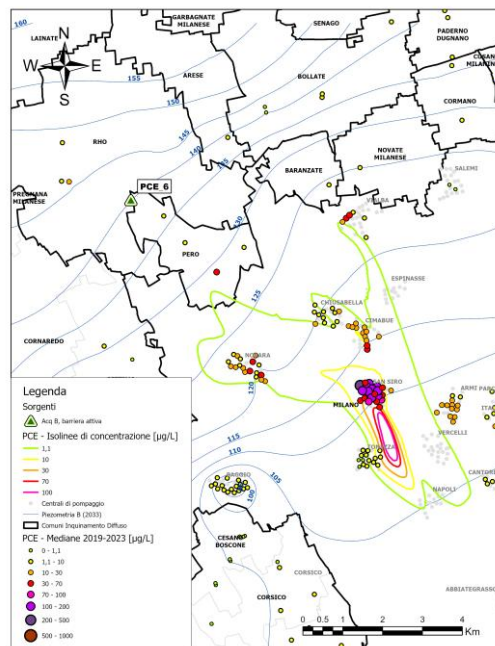 GARBAGNATE
MILANESE
SENAGO
PADERNO
DUGNANO
160
LAINATE
N
W E
S
ARESE
BOLLATE
155
150
CORMANO
145
RHO
140
NOVATE
MILANESE
BARANZATE
SALEMI
PREGNANA
MILANESE
PCE_6
VIALBA
130
ESPINASSE
PERO
125
CHIUSABELLA
CIMABUE
CORNAREDO
NOVARA
120
SAN SIRO
MILANO
115
110
VERCELLI
105
BAGGIO
100
NAPOLI
CESANO
BOSCONE
CORSICO
CORSICO
ABBIATEGRASSO
Legenda
Sorgenti
Acq B, barriera attiva
PCE - Isolinee di concentrazione [µg/L]
1,1
10
30
70
100
Centrali di pompaggio
Piezometria B (2033)
Comuni Inquinamento Diffuso
PCE - Mediane 2019-2023 [µg/L]
0 - 1,1
1,1 - 10
10 - 30
30 - 70
70 - 100
100 - 200
200 - 500
500 - 1000
0 0.5 1 2 3 4
Km